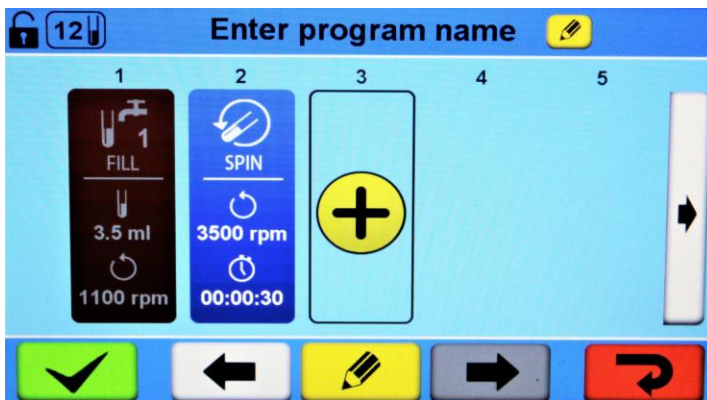 12
Enter program name
1 2 3 4 5
1
FILL SPIN
3.5 ml 3500 rpm
1100 rpm 00:00:30